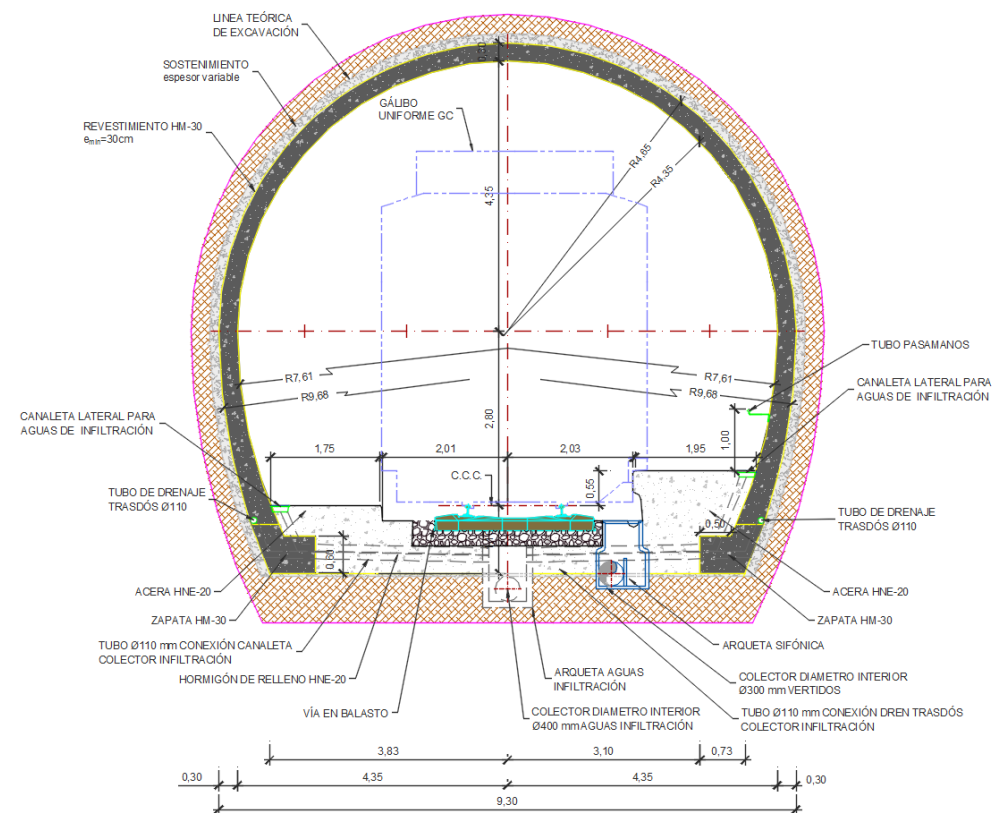 LINEA TEÓRICA
DE EXCAVACIÓN
SOSTENIMIENTO
espesor variable
REVESTIMIENTO HM-30
emin=30cm
GÁLIBO
UNIFORME GC
R4,65
R4,35
4,35
R7,61
R9,68
R7,61
R9,68
2,80
TUBO PASAMANOS
CANALETA LATERAL PARA
AGUAS DE INFILTRACIÓN
CANALETA LATERAL PARA
AGUAS DE INFILTRACIÓN
1,00
1,75
2,01
2,03
1,95
C.C.C.
0,55
TUBO DE DRENAJE
TRASDÓS Ø110
TUBO DE DRENAJE
TRASDÓS Ø110
0,50
0,60
ACERA HNE-20
ACERA HNE-20
ZAPATA HM-30
ZAPATA HM-30
TUBO Ø110 mm CONEXIÓN CANALETA
COLECTOR INFILTRACIÓN
ARQUETA SIFÓNICA
HORMIGÓN DE RELLENO HNE-20
ARQUETA AGUAS
INFILTRACIÓN
COLECTOR DIAMETRO INTERIOR
Ø300 mm VERTIDOS
VÍA EN BALASTO
COLECTOR DIAMETRO INTERIOR
Ø400 mm AGUAS INFILTRACIÓN
TUBO Ø110 mm CONEXIÓN DREN TRASDÓS
COLECTOR INFILTRACIÓN
3,83
3,10
0,73
0,30
4,35
4,35
0,30
9,30